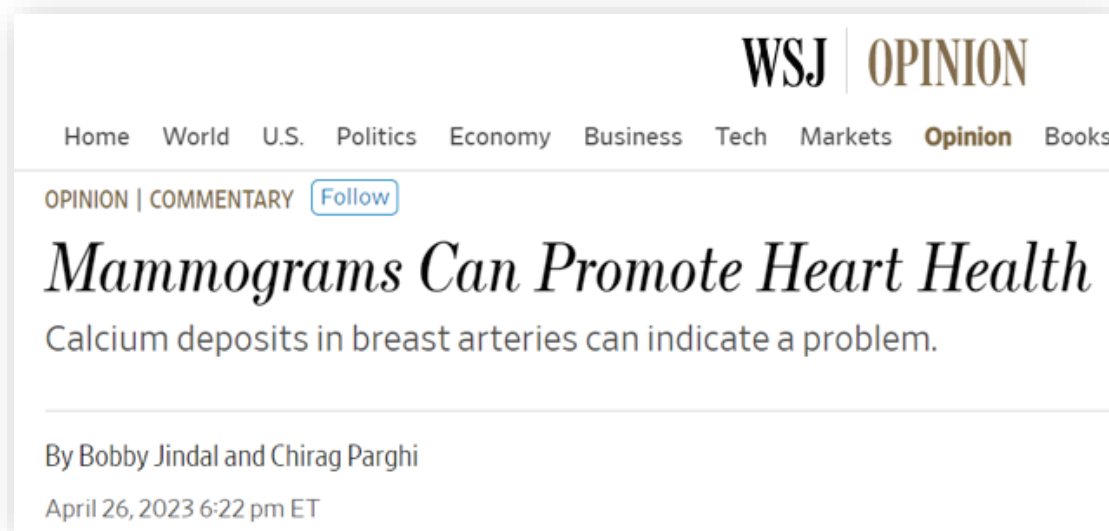 WSJ | OPINION
Home World U.S. Politics Economy Business Tech Markets Opinion Books
OPINION | COMMENTARY Follow
Mammograms Can Promote Heart Health
Calcium deposits in breast arteries can indicate a problem.
By Bobby Jindal and Chirag Parghi
April 26, 2023 6:22 pm ET